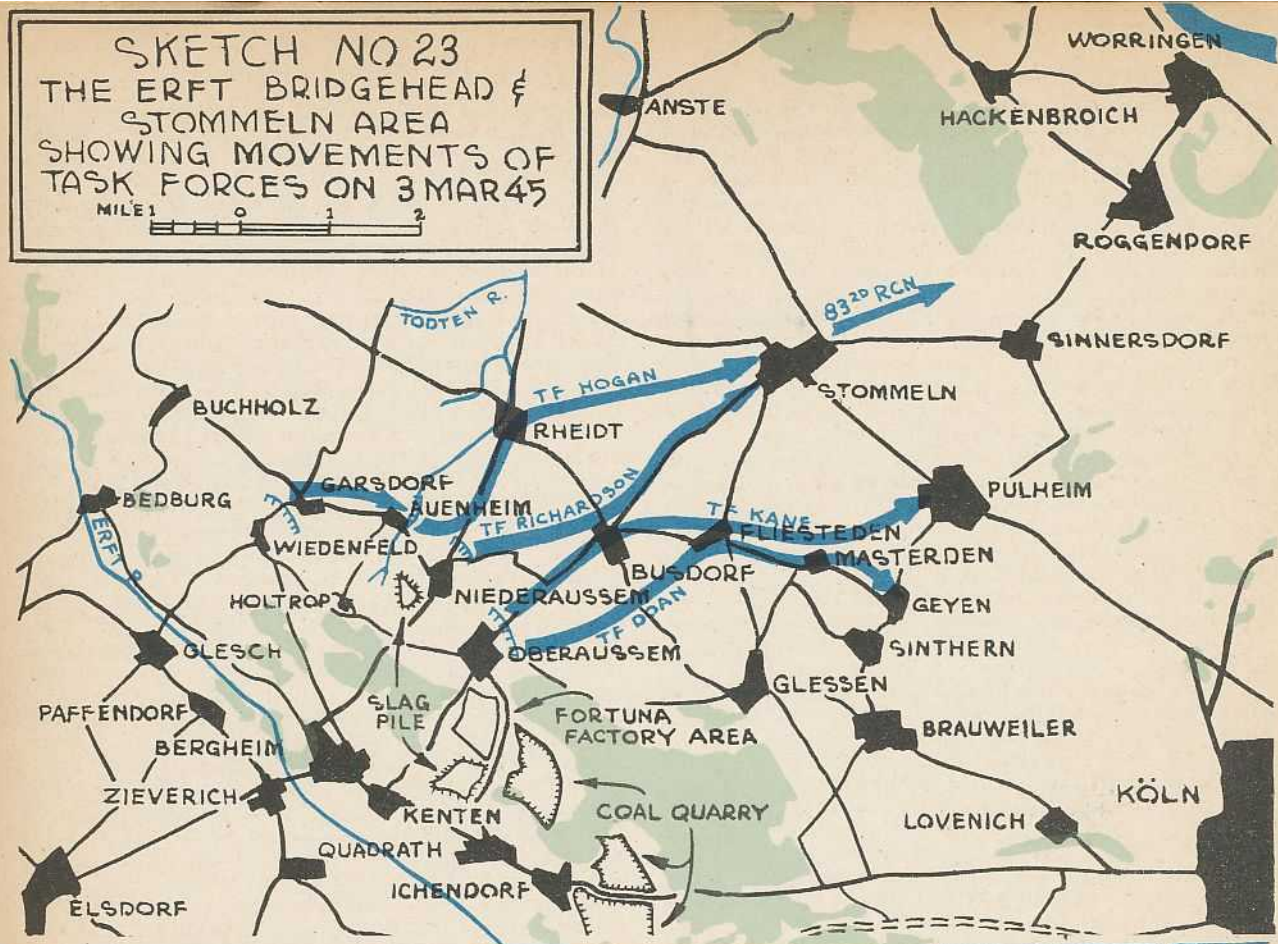 SKETCH NO 23
THE ERFT BRIDGEHEAD &
STOMMELN AREA
SHOWING MOVEMENTS OF
TASK FORCES ON 3 MAR 45
MILE 1 0 1 2
WORRINGEN
ANSTE
HACKENBROICH
ROGGENDORF
TODTEN R.
83RD RCN
SINNERSDORF
TF HOGAN
STOMMELN
BUCHHOLZ
RHEIDT
GARSDORF
BEDBURG
AUENHEIM
TF RICHARDSON
TF KANE
PULHEIM
ERFT R.
WIEDENFELD
FLIESTEDEN
MASTERDEN
BUSDORF
HOLTROP
NIEDERAUSSEM
GEYEN
TF DOAN
GLESCH
OBERAUSSEM
SINTHERN
GLESSEN
SLAG
PILE
PAFFENDORF
FORTUNA
FACTORY AREA
BRAUWEILER
BERGHEIM
ZIEVERICH
KÖLN
KENTEN
COAL QUARRY
LOVENICH
QUADRATH
ICHENDORF
ELSDORF